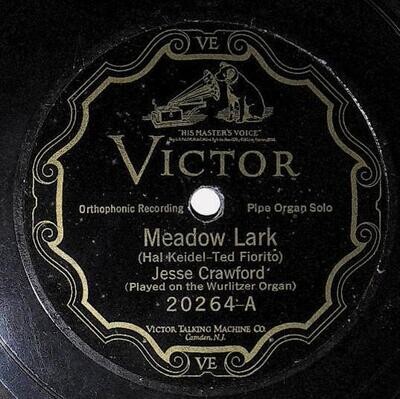 VE
"HIS MASTER'S VOICE"
VICTOR
Orthophonic Recording Pipe Organ Solo
Meadow Lark
(Hal Keidel-Ted Fiorito)
Jesse Crawford
(Played on the Wurlitzer Organ)
20264-A
VICTOR TALKING MACHINE CO.
Camden, N.J.
VE